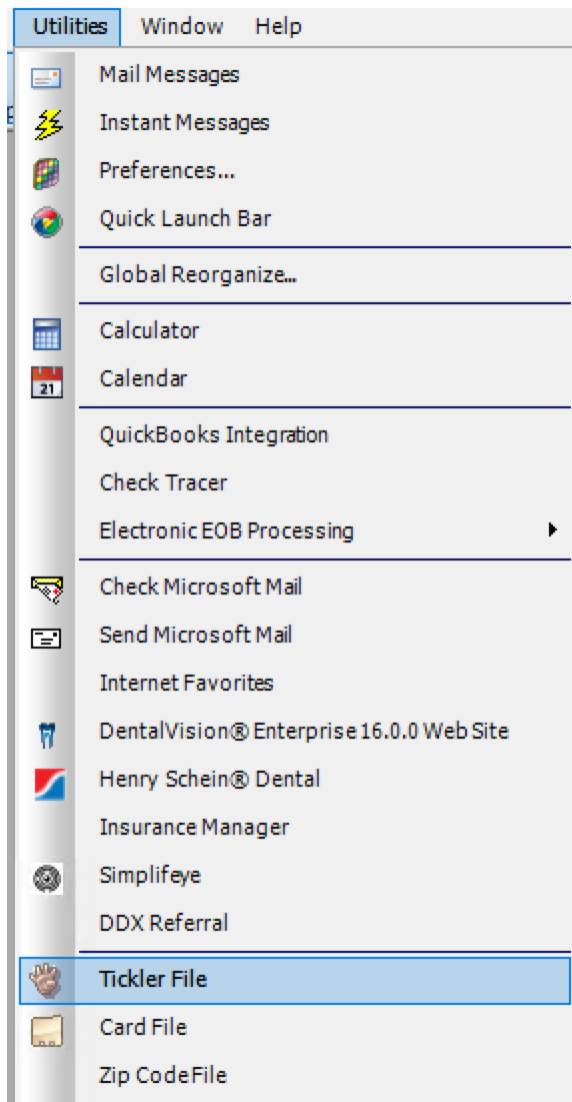 Utilities Window Help
Mail Messages
Instant Messages
Preferences...
Quick Launch Bar
Global Reorganize...
Calculator
21
Calendar
QuickBooks Integration
Check Tracer
Electronic EOB Processing
Check Microsoft Mail
Send Microsoft Mail
Internet Favorites
DentalVision® Enterprise 16.0.0 Web Site
Henry Schein® Dental
Insurance Manager
Simplifeye
DDX Referral
Tickler File
Card File
Zip CodeFile